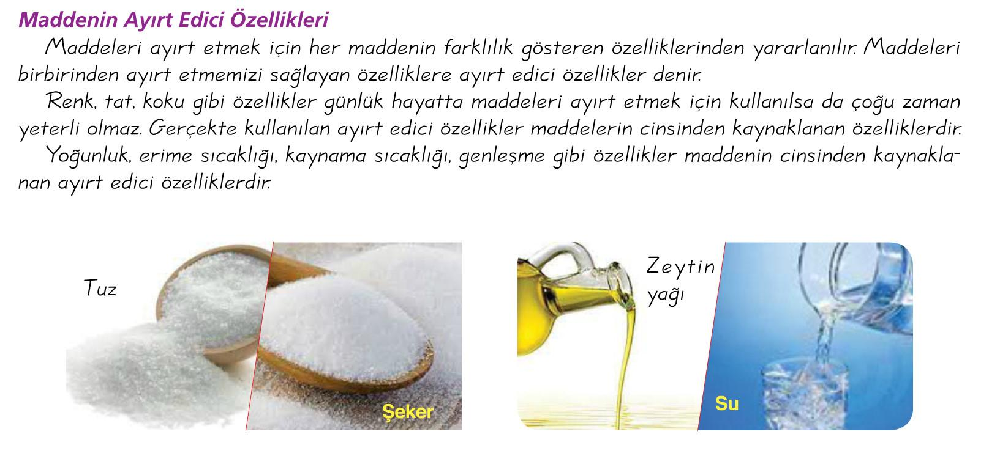 Maddenin Ayırt Edici Özellikleri
Maddeleri ayırt etmek için her maddenin farklılık gösteren özelliklerinden yararlanılır. Maddeleri
birbirinden ayırt etmemizi sağlayan özelliklere ayırt edici özellikler denir.
Renk, tat, koku gibi özellikler günlük hayatta maddeleri ayırt etmek için kullanılsa da çoğu zaman
yeterli olmaz. Gerçekte kullanılan ayırt edici özellikler maddelerin cinsinden kaynaklanan özelliklerdir.
Yoğunluk, erime sıcaklığı, kaynama sıcaklığı, genleşme gibi özellikler maddenin cinsinden kaynakla-
nan ayırt edici özelliklerdir.
Tuz
Şeker
Zeytin
yağı
Su